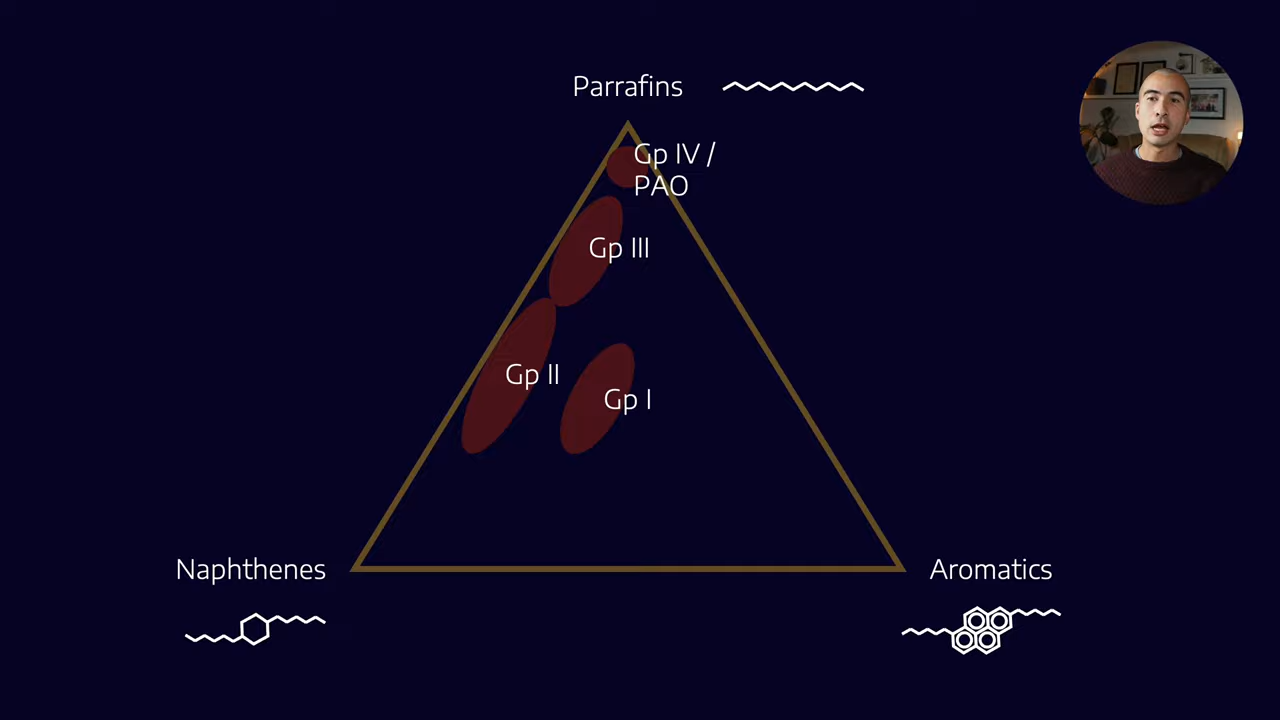 Parrafins
Gp IV /
PAO
Gp III
Gp II
Gp I
Naphthenes
Aromatics